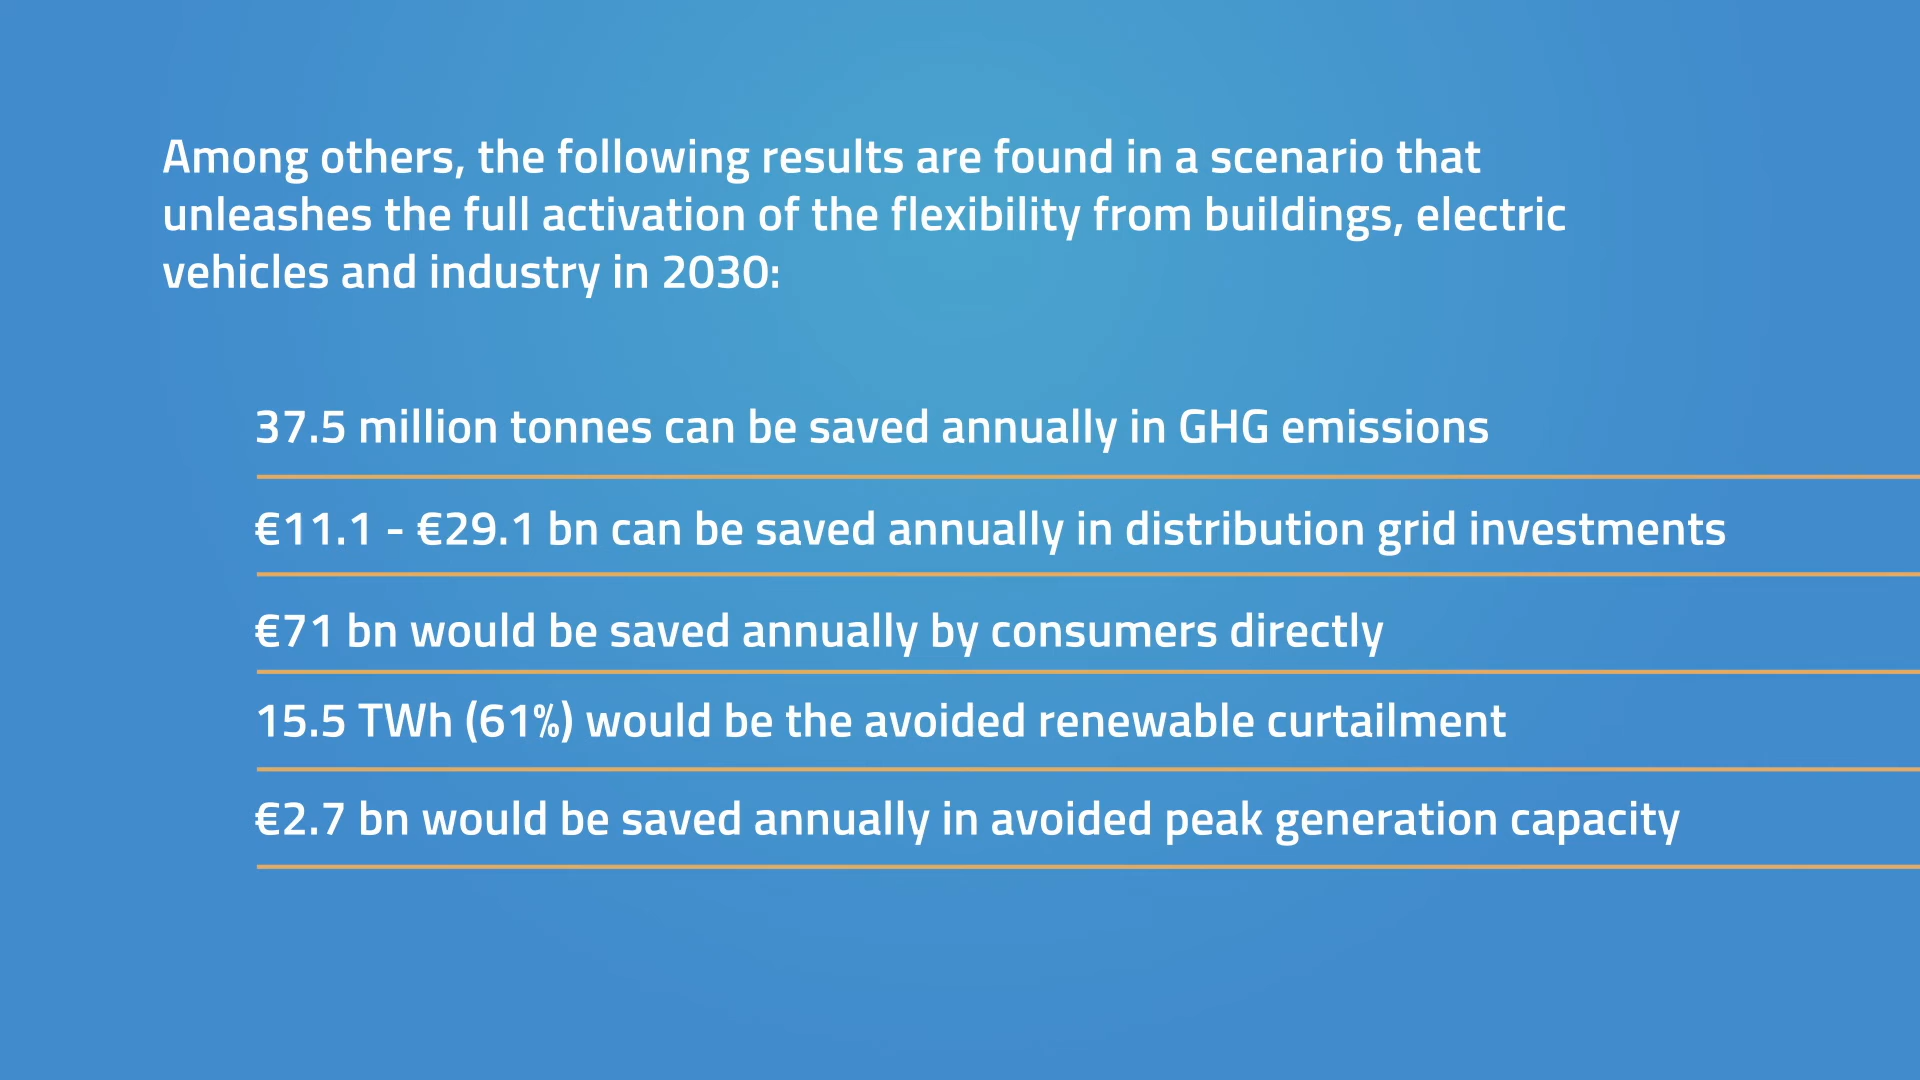 Among others, the following results are found in a scenario that
unleashes the full activation of the flexibility from buildings, electric
vehicles and industry in 2030:
37.5 million tonnes can be saved annually in GHG emissions
€11.1 - €29.1 bn can be saved annually in distribution grid investments
€71 bn would be saved annually by consumers directly
15.5 TWh (61%) would be the avoided renewable curtailment
€2.7 bn would be saved annually in avoided peak generation capacity